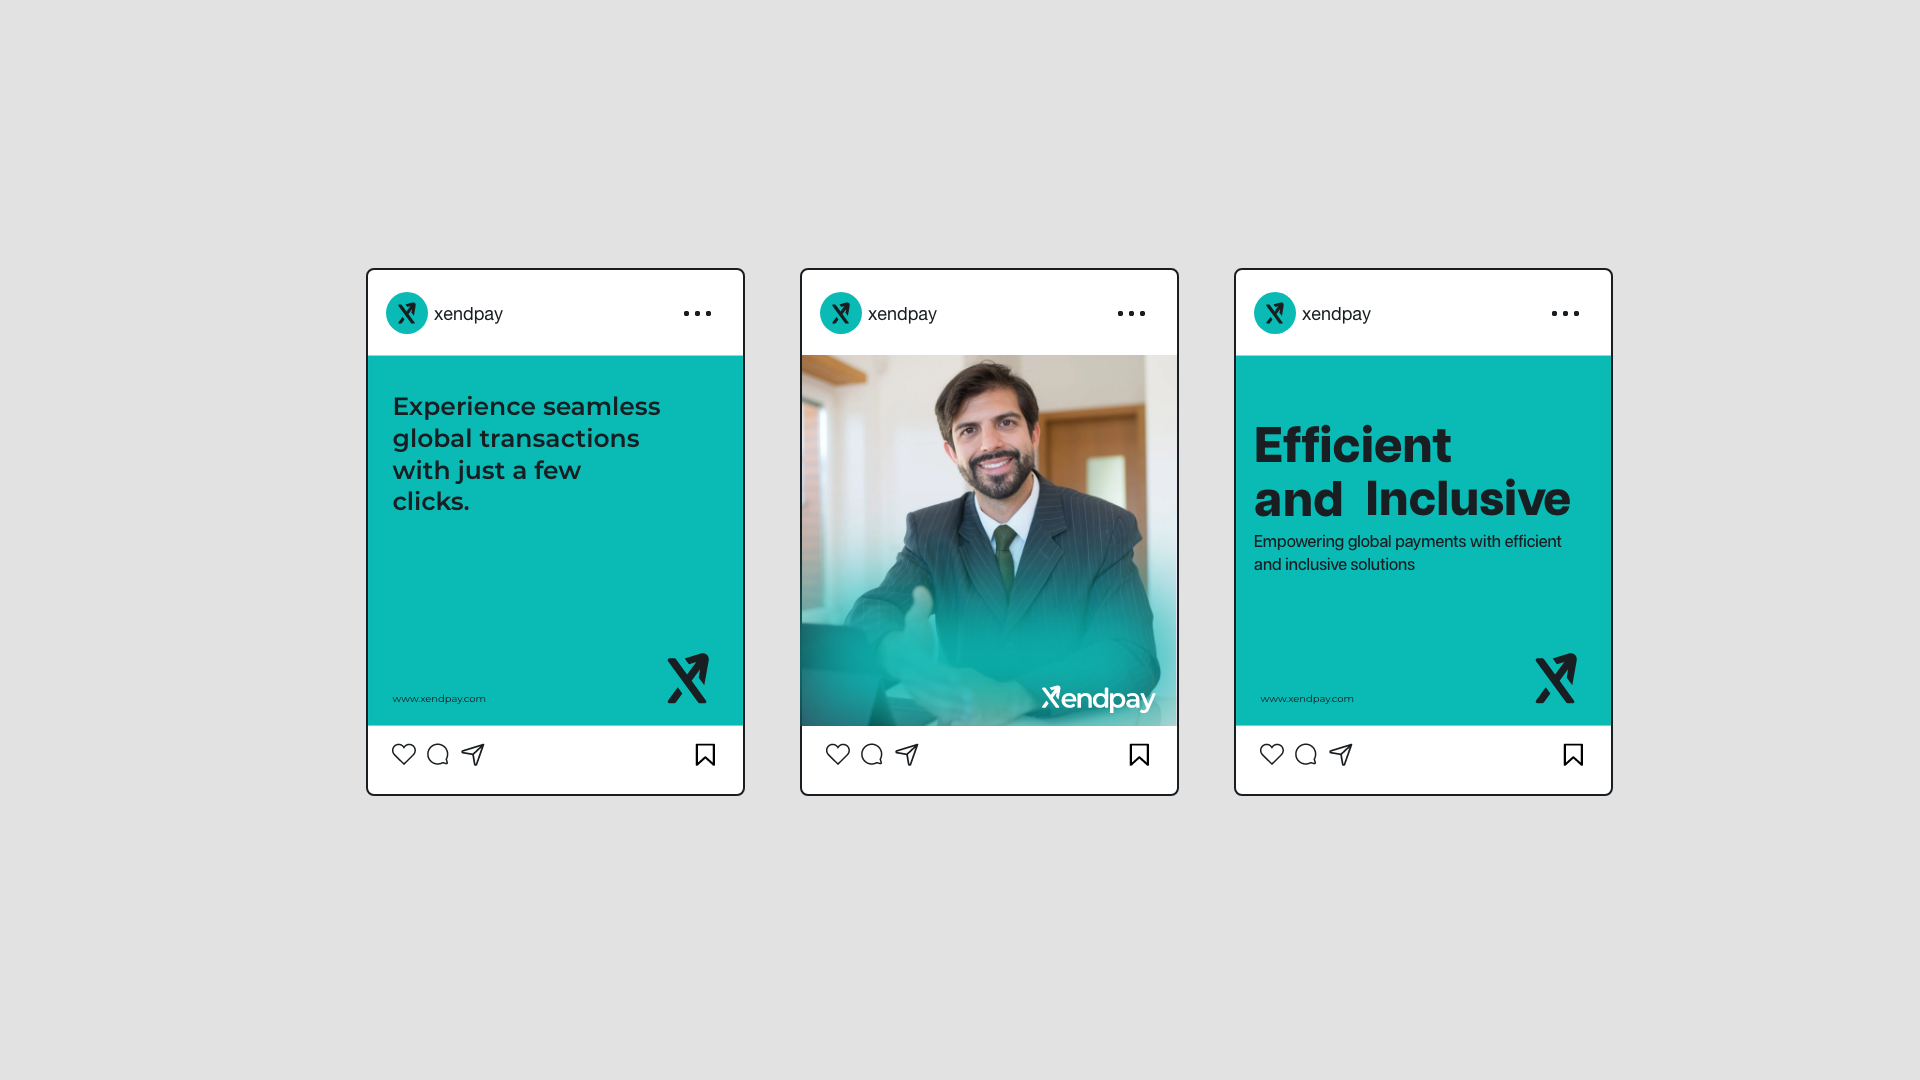 xendpay
Experience seamless
global transactions
with just a few
clicks.
www.xendpay.com
xendpay
Xendpay
xendpay
Efficient
and Inclusive
Empowering global payments with efficient
and inclusive solutions
www.xendpay.com